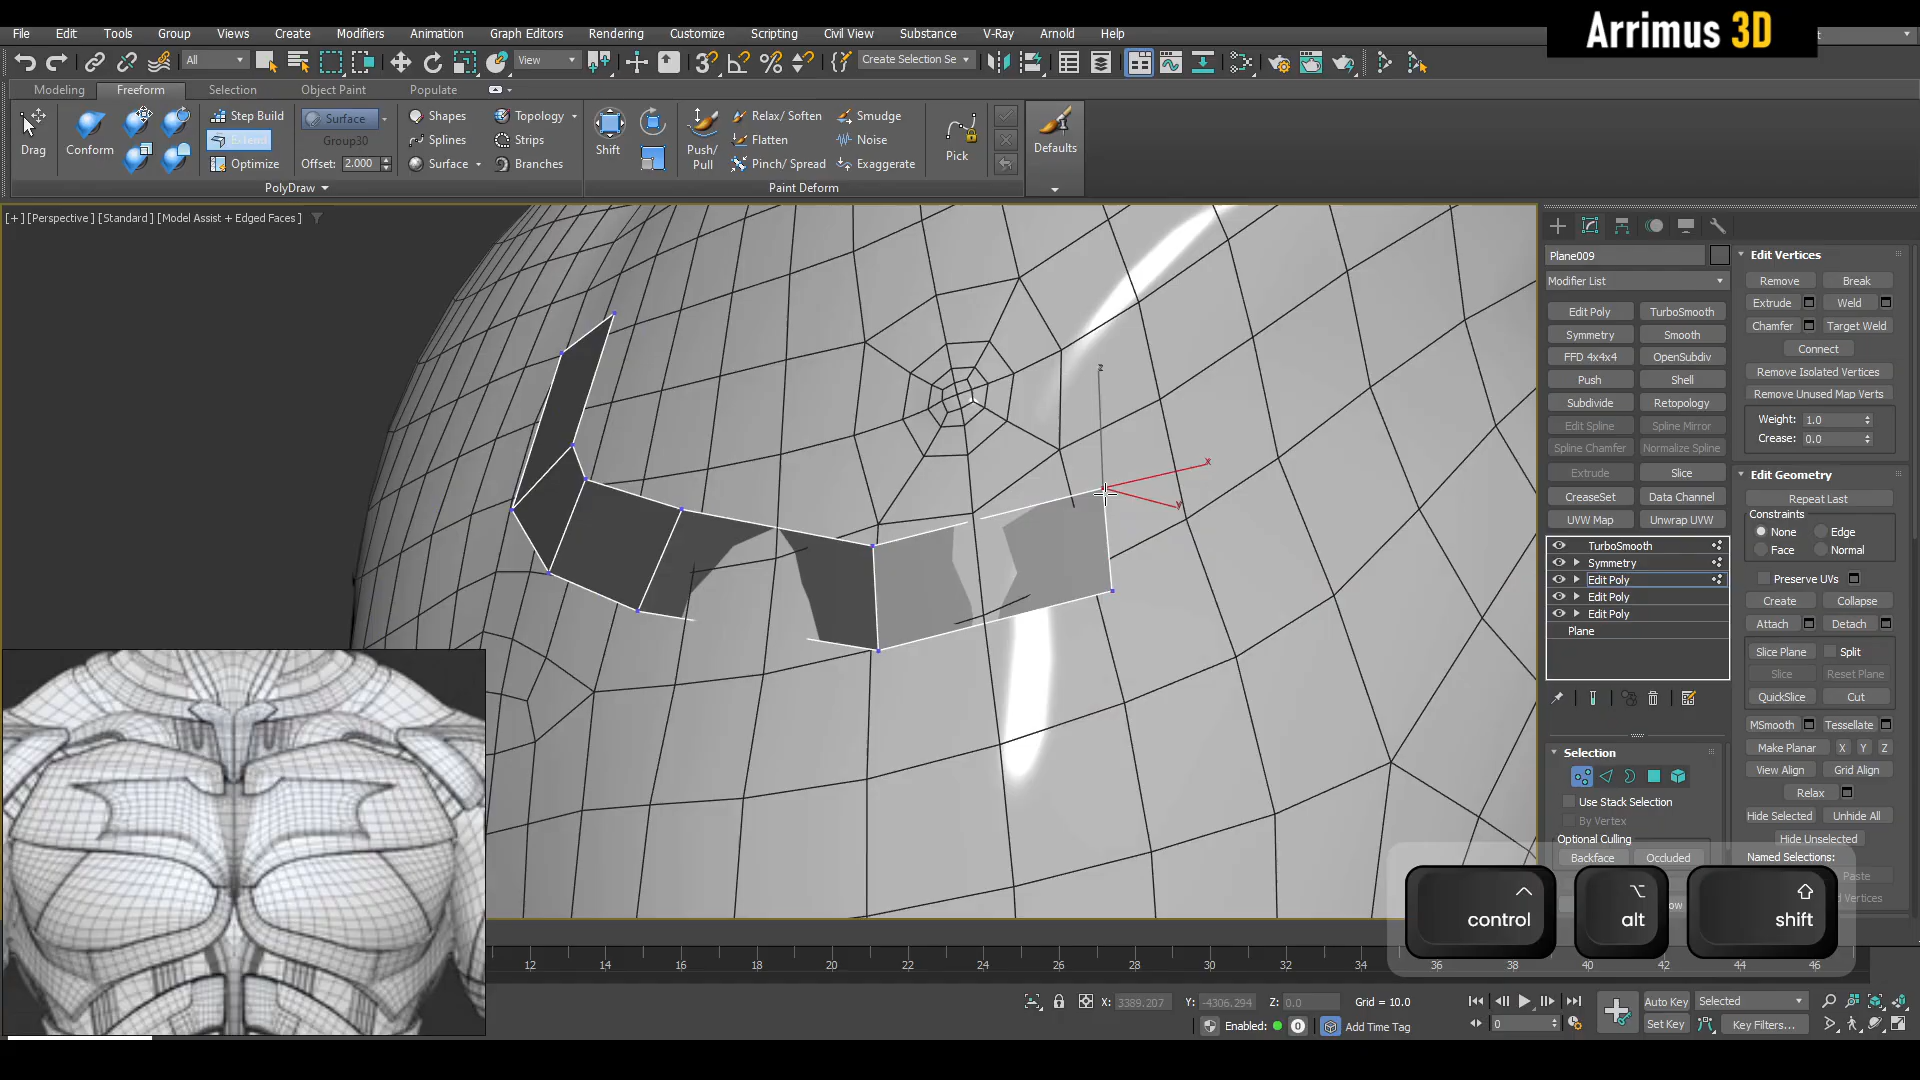 Arrimus 3D
File Edit Tools Group Views Create Modifiers Animation Graph Editors Rendering Customize Scripting Civil View Substance V-Ray Arnold Help
All View Create Selection Se
Modeling Freeform Selection Object Paint Populate
Drag Conform Step Build Surface Shapes Topology Shift Push/ Relax/ Soften Smudge Pick Defaults
Extend Group30 Splines Strips Pull Flatten Noise
Optimize Offset: 2.000 Surface Branches Pinch/ Spread Exaggerate
PolyDraw Paint Deform
[+] [Perspective] [Standard] [Model Assist + Edged Faces]
z
x
y
Plane009
Modifier List
Edit Poly TurboSmooth
Symmetry Smooth
FFD 4x4x4 OpenSubdiv
Push Shell
Subdivide Retopology
Edit Spline Spline Mirror
Spline Chamfer Normalize Spline
Extrude Slice
CreaseSet Data Channel
UVW Map Unwrap UVW
TurboSmooth
Symmetry
Edit Poly
Edit Poly
Edit Poly
Plane
Selection
Use Stack Selection
By Vertex
Optional Culling
Backface Occluded
Edit Vertices
Remove Break
Extrude Weld
Chamfer Target Weld
Connect
Remove Isolated Vertices
Remove Unused Map Verts
Weight: 1.0
Crease: 0.0
Edit Geometry
Repeat Last
Constraints
None Edge
Face Normal
Preserve UVs
Create Collapse
Attach Detach
Slice Plane Split
Slice Reset Plane
QuickSlice Cut
MSmooth Tessellate
Make Planar X Y Z
View Align Grid Align
Relax
Hide Selected Unhide All
Hide Unselected
Named Selections:
Paste
control alt shift
12 14 16 18 20 22 24 26 28 30 32 34 36 38 40 42 44 46
X: 3389.207 Y: -4306.294 Z: 0.0 Grid = 10.0
Enabled: 0 Add Time Tag
0
Auto Key Selected
Set Key Key Filters...